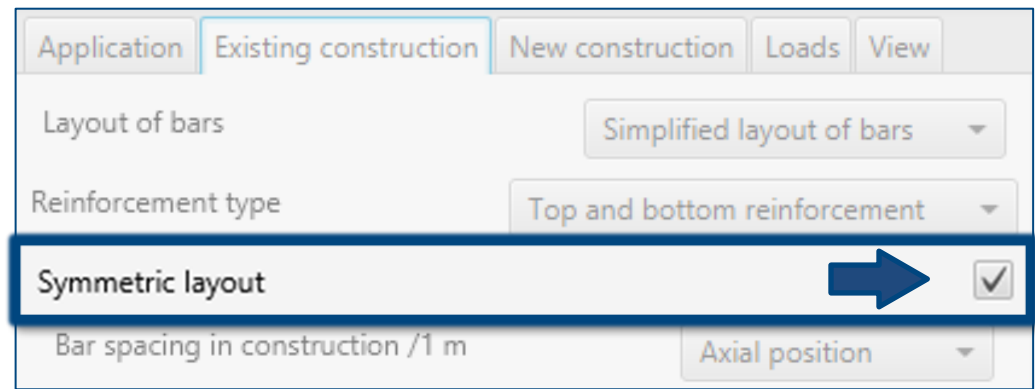 Application Existing construction New construction Loads View
Layout of bars Simplified layout of bars
Reinforcement type Top and bottom reinforcement
Symmetric layout
Bar spacing in construction /1 m Axial position